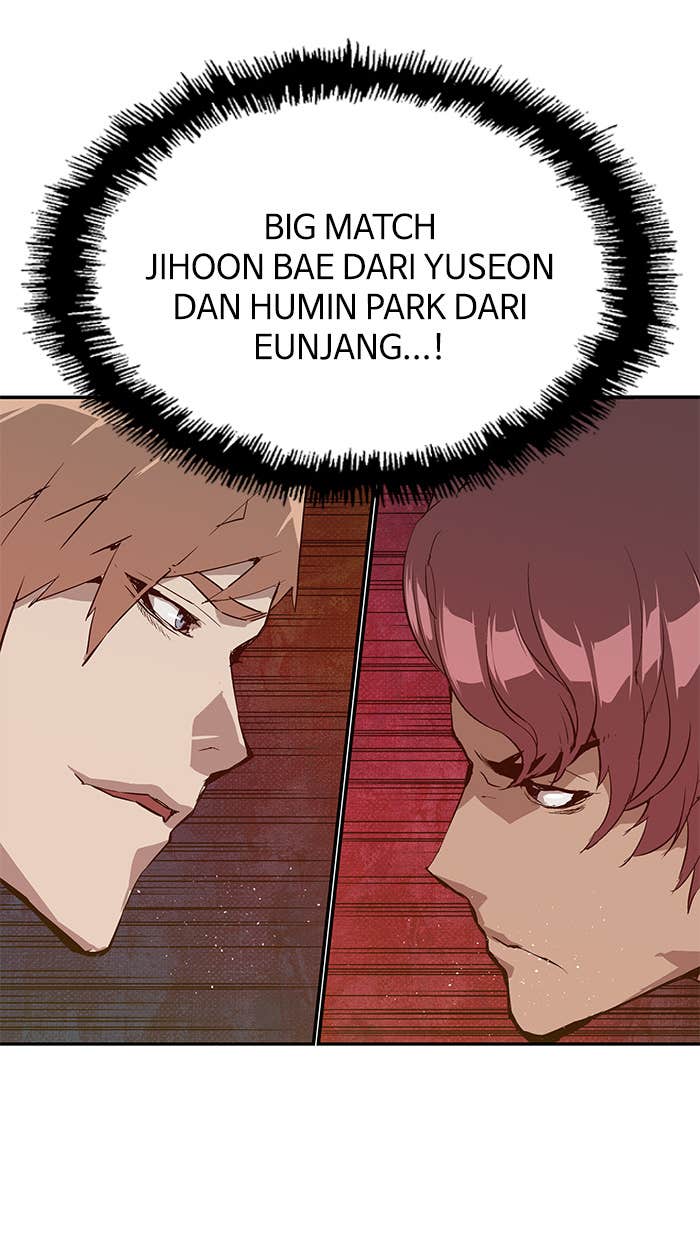 BIG MATCH
JIHOON BAE DARI YUSEON
DAN HUMIN PARK DARI
EUNJANG...!